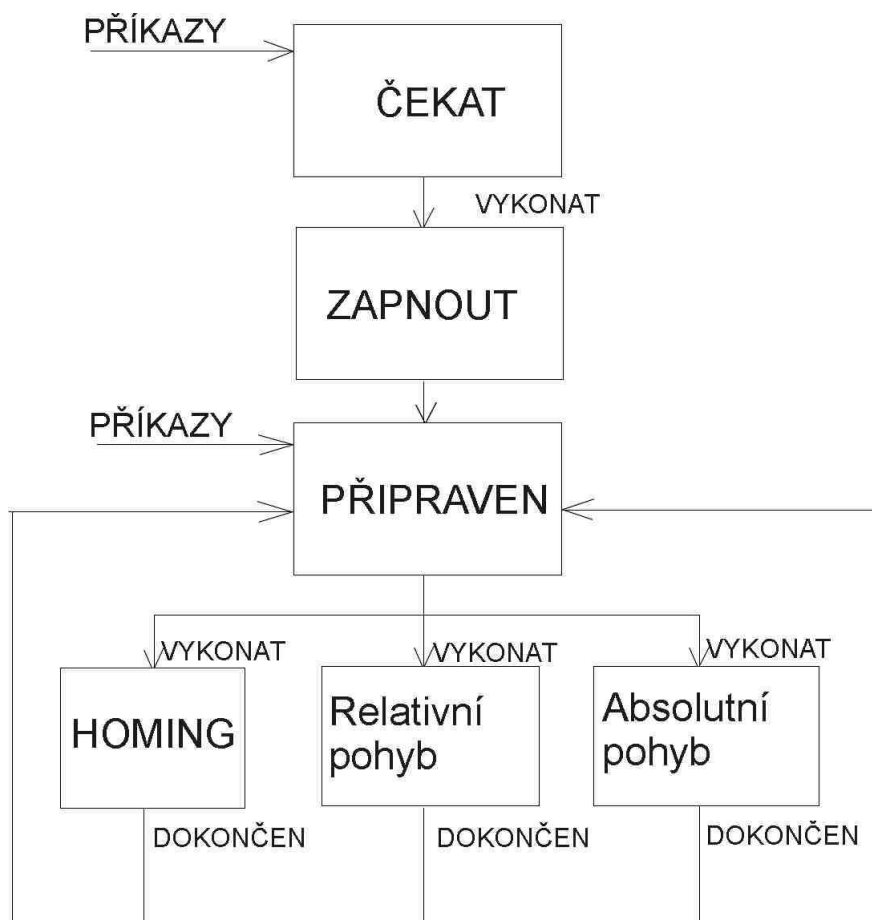 PŘÍKAZY
ČEKAT
VYKONAT
ZAPNOUT
PŘÍKAZY
PŘIPRAVEN
VYKONAT
VYKONAT
VYKONAT
HOMING
Relativní
pohyb
Absolutní
pohyb
DOKONČEN
DOKONČEN
DOKONČEN